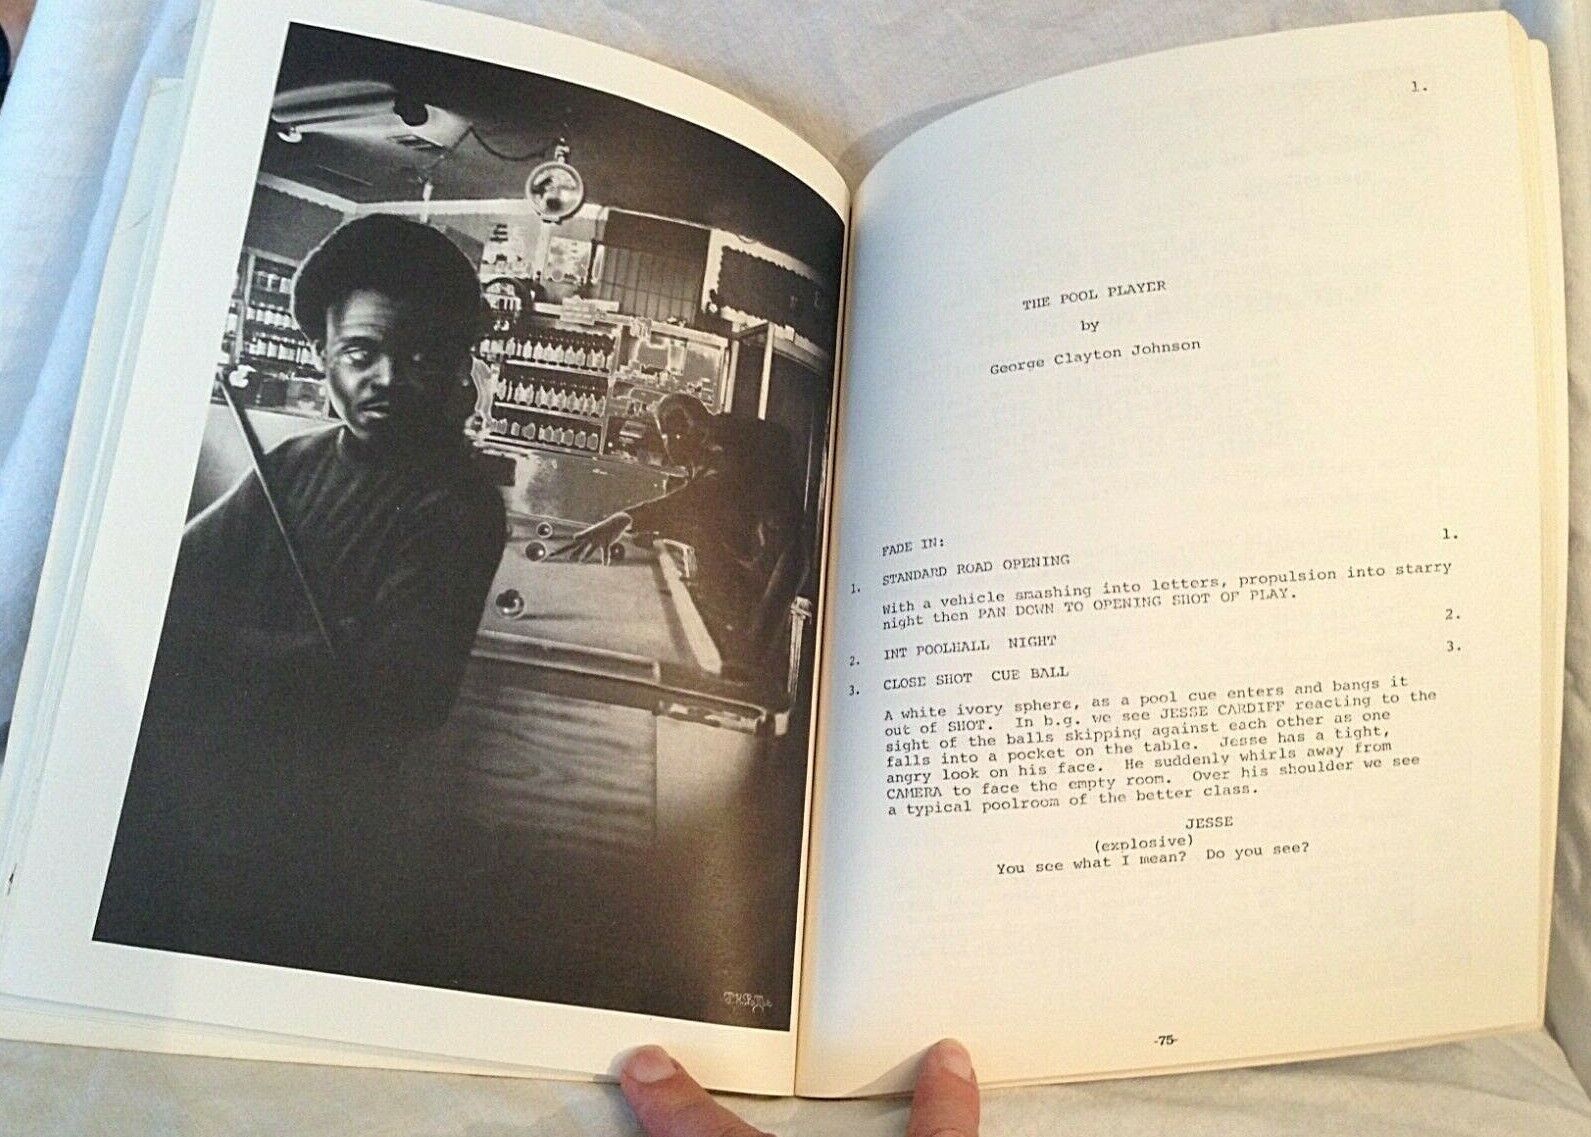 1.
THE POOL PLAYER
by
George Clayton Johnson
FADE IN:
1. STANDARD ROAD OPENING 1.
With a vehicle smashing into letters, propulsion into starry
night then PAN DOWN TO OPENING SHOT OF PLAY.
2. INT POOLHALL NIGHT 2.
3. CLOSE SHOT CUE BALL 3.
A white ivory sphere, as a pool cue enters and bangs it
out of SHOT. In b.g. we see JESSE CARDIFF reacting to the
sight of the balls skipping against each other as one
falls into a pocket on the table. Jesse has a tight,
angry look on his face. He suddenly whirls away from
CAMERA to face the empty room. Over his shoulder we see
a typical poolroom of the better class.
JESSE
(explosive)
You see what I mean? Do you see?
-75-